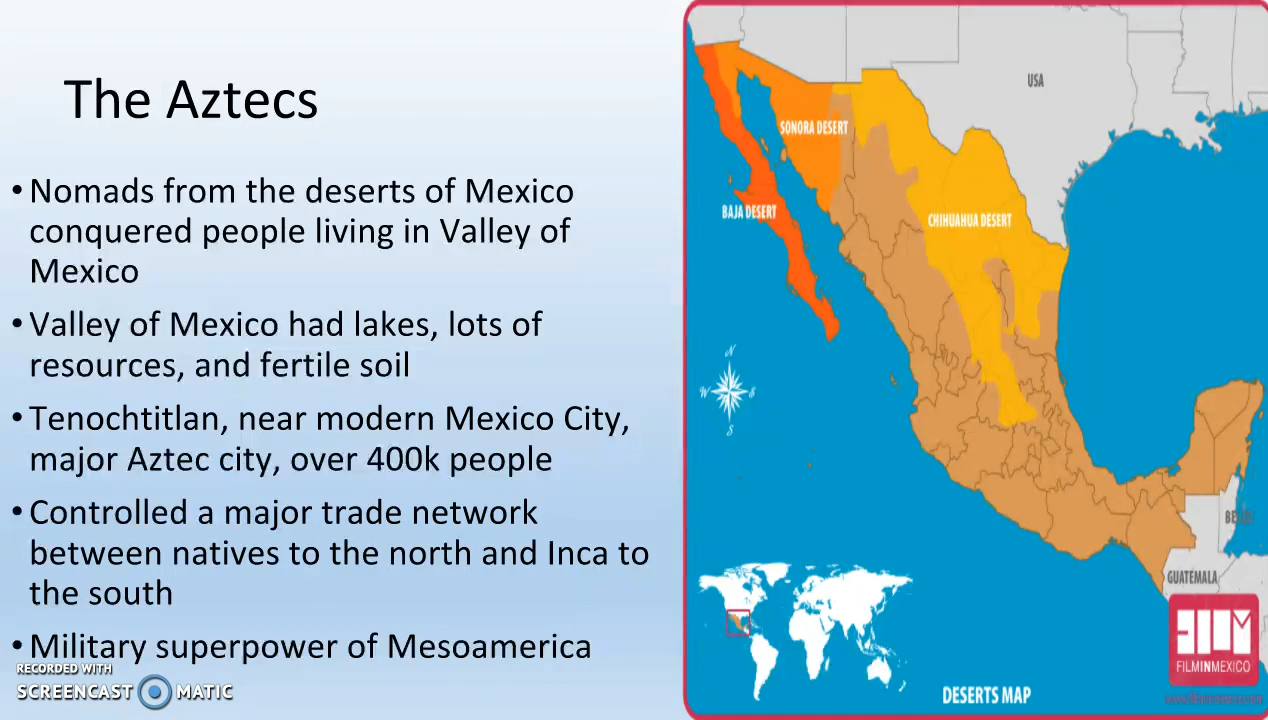 The Aztecs
• Nomads from the deserts of Mexico
conquered people living in Valley of
Mexico
• Valley of Mexico had lakes, lots of
resources, and fertile soil
• Tenochtitlan, near modern Mexico City,
major Aztec city, over 400k people
• Controlled a major trade network
between natives to the north and Inca to
the south
• Military superpower of Mesoamerica
RECORDED WITH
SCREENCAST MATIC
USA
SONORA DESERT
BAJA DESERT
CHIHUAHUA DESERT
N
W
S
S
GUATEMALA
FILMINMEXICO
DESERTS MAP